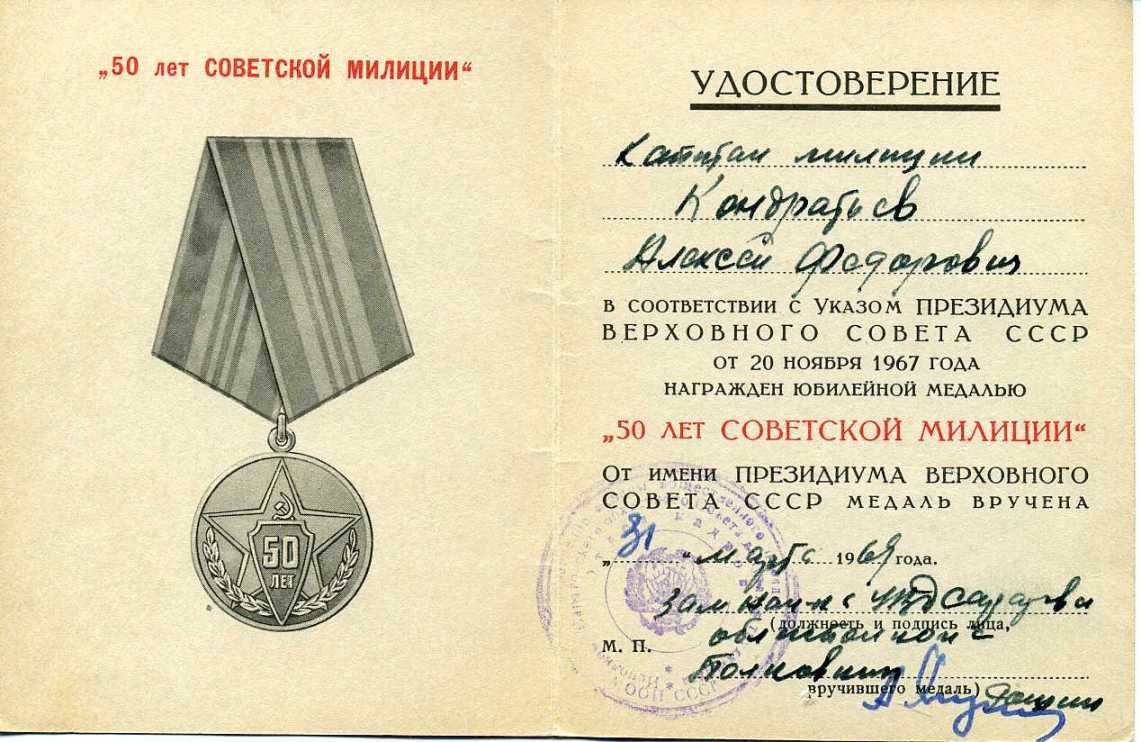 „50 лет СОВЕТСКОЙ МИЛИЦИИ“
50
ЛЕТ
УДОСТОВЕРЕНИЕ
Капитан милиции
Кондратьев
Алексей Федорович
В СООТВЕТСТВИИ С УКАЗОМ ПРЕЗИДИУМА
ВЕРХОВНОГО СОВЕТА СССР
ОТ 20 НОЯБРЯ 1967 ГОДА
НАГРАЖДЕН ЮБИЛЕЙНОЙ МЕДАЛЬЮ
„50 ЛЕТ СОВЕТСКОЙ МИЛИЦИИ“
ОТ ИМЕНИ ПРЕЗИДИУМА ВЕРХОВНОГО
СОВЕТА СССР МЕДАЛЬ ВРУЧЕНА
„31“ марта 1969 года.
(должность и подпись лица,
М. П.
Полковник
вручившего медаль)